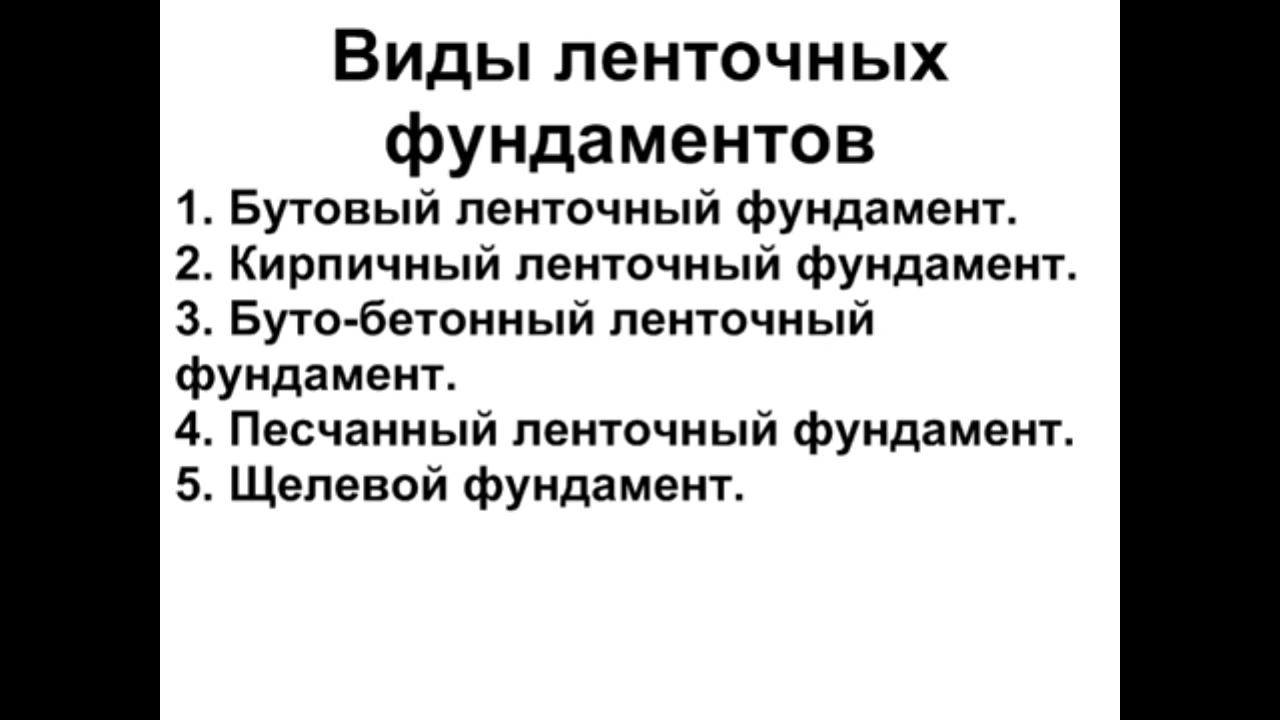 Виды ленточных
фундаментов
1. Бутовый ленточный фундамент.
2. Кирпичный ленточный фундамент.
3. Буто-бетонный ленточный
фундамент.
4. Песчанный ленточный фундамент.
5. Щелевой фундамент.